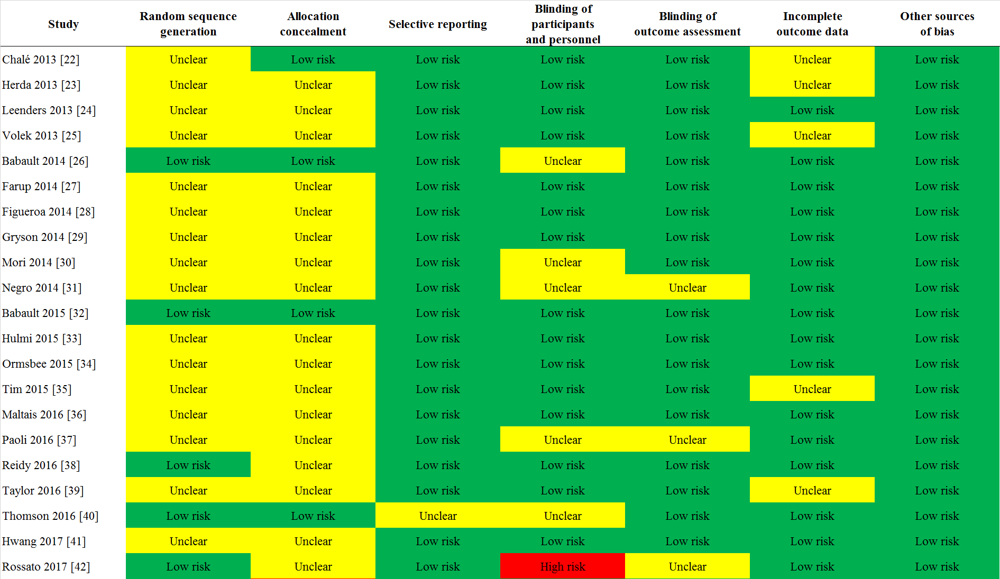 Study Random sequence generation Allocation concealment Selective reporting Blinding of participants and personnel Blinding of outcome assessment Incomplete outcome data Other sources of bias
Chalé 2013 [22] Unclear Low risk Low risk Low risk Low risk Unclear Low risk
Herda 2013 [23] Unclear Unclear Low risk Low risk Low risk Unclear Low risk
Leenders 2013 [24] Unclear Unclear Low risk Low risk Low risk Low risk Low risk
Volek 2013 [25] Unclear Unclear Low risk Low risk Low risk Unclear Low risk
Babault 2014 [26] Low risk Low risk Low risk Unclear Low risk Low risk Low risk
Farup 2014 [27] Unclear Unclear Low risk Low risk Low risk Low risk Low risk
Figueroa 2014 [28] Unclear Unclear Low risk Low risk Low risk Low risk Low risk
Gryson 2014 [29] Unclear Unclear Low risk Low risk Low risk Low risk Low risk
Mori 2014 [30] Unclear Unclear Low risk Unclear Low risk Low risk Low risk
Negro 2014 [31] Unclear Unclear Low risk Unclear Unclear Low risk Low risk
Babault 2015 [32] Low risk Low risk Low risk Low risk Low risk Low risk Low risk
Hulmi 2015 [33] Unclear Unclear Low risk Low risk Low risk Low risk Low risk
Ormsbee 2015 [34] Unclear Unclear Low risk Low risk Low risk Low risk Low risk
Tim 2015 [35] Unclear Unclear Low risk Low risk Low risk Unclear Low risk
Maltais 2016 [36] Unclear Unclear Low risk Low risk Low risk Low risk Low risk
Paoli 2016 [37] Unclear Unclear Low risk Unclear Unclear Low risk Low risk
Reidy 2016 [38] Low risk Unclear Low risk Low risk Low risk Low risk Low risk
Taylor 2016 [39] Unclear Unclear Low risk Low risk Low risk Unclear Low risk
Thomson 2016 [40] Low risk Low risk Unclear Unclear Low risk Low risk Low risk
Hwang 2017 [41] Unclear Unclear Low risk Low risk Low risk Low risk Low risk
Rossato 2017 [42] Low risk Unclear Low risk High risk Unclear Low risk Low risk